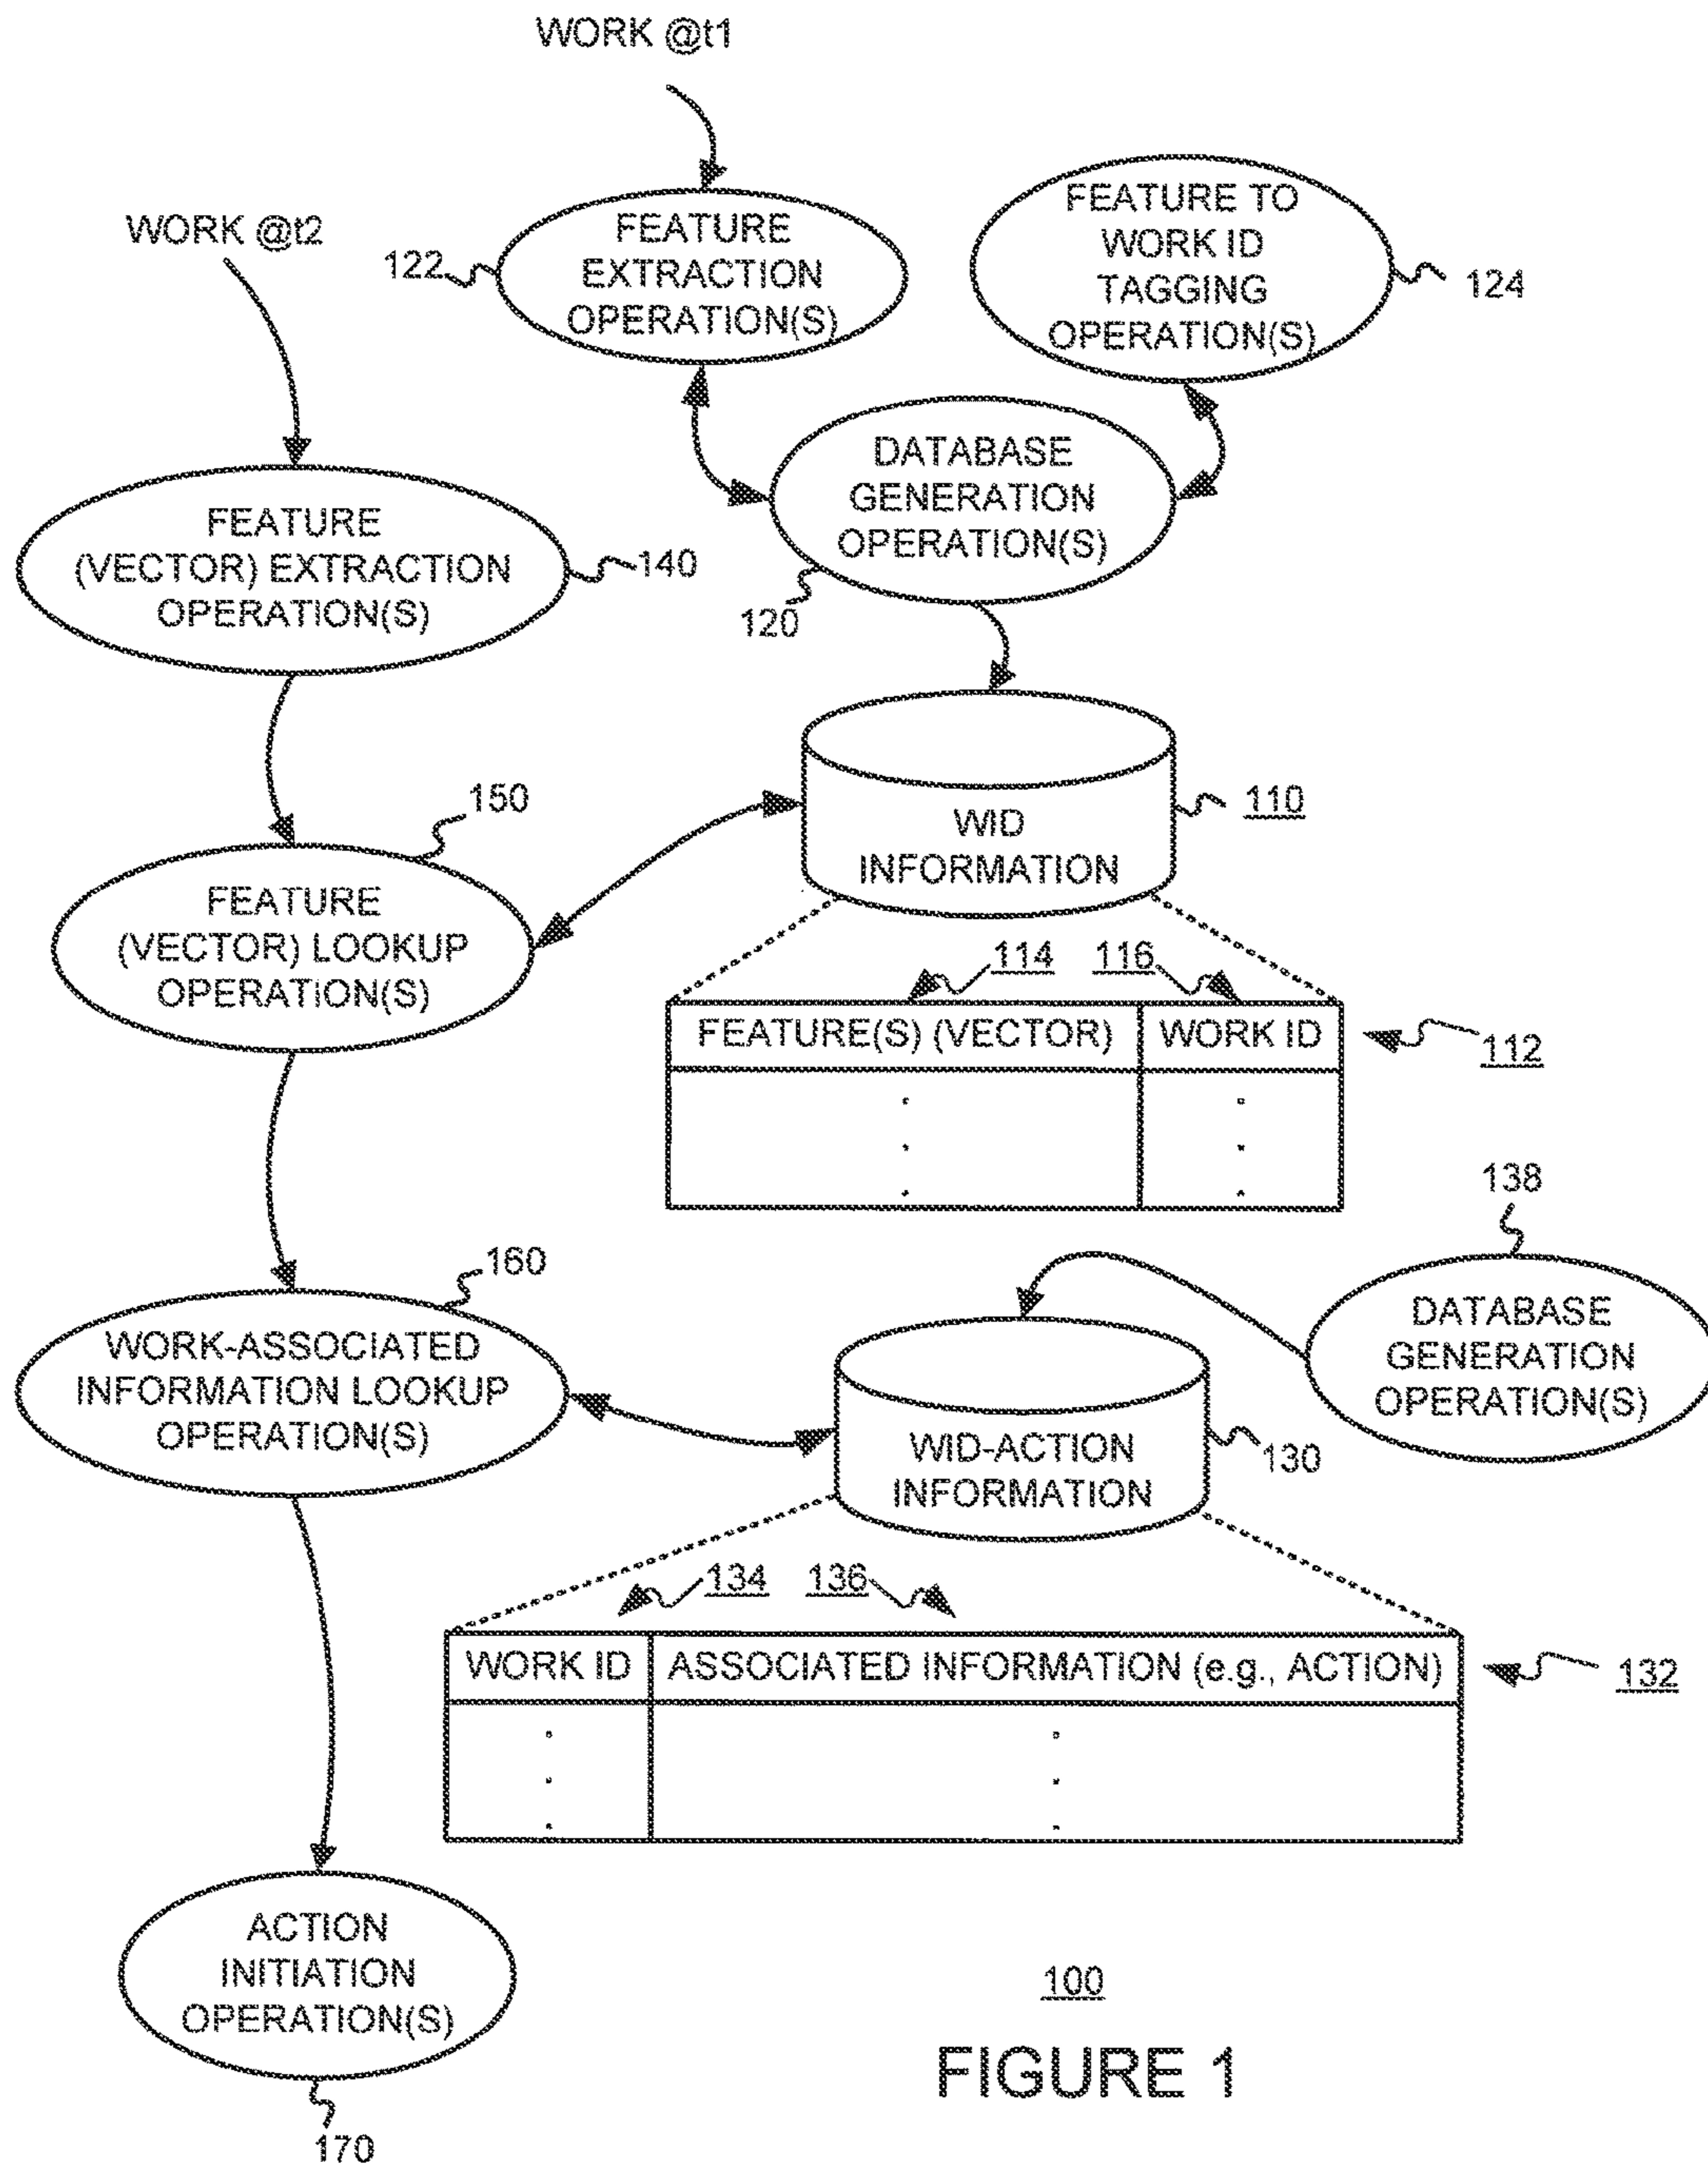 WORK @t1
WORK @t2
122
FEATURE
EXTRACTION
OPERATION(S)
FEATURE TO
WORK ID
TAGGING
OPERATION(S)
124
DATABASE
GENERATION
OPERATION(S)
120
FEATURE
(VECTOR) EXTRACTION
OPERATION(S)
140
150
FEATURE
(VECTOR) LOOKUP
OPERATION(S)
WID
INFORMATION
110
114
116
FEATURE(S) (VECTOR)
WORK ID
112
138
DATABASE
GENERATION
OPERATION(S)
160
WORK-ASSOCIATED
INFORMATION LOOKUP
OPERATION(S)
WID-ACTION
INFORMATION
130
134
136
WORK ID
ASSOCIATED INFORMATION (e.g., ACTION)
132
ACTION
INITIATION
OPERATION(S)
170
100
FIGURE 1